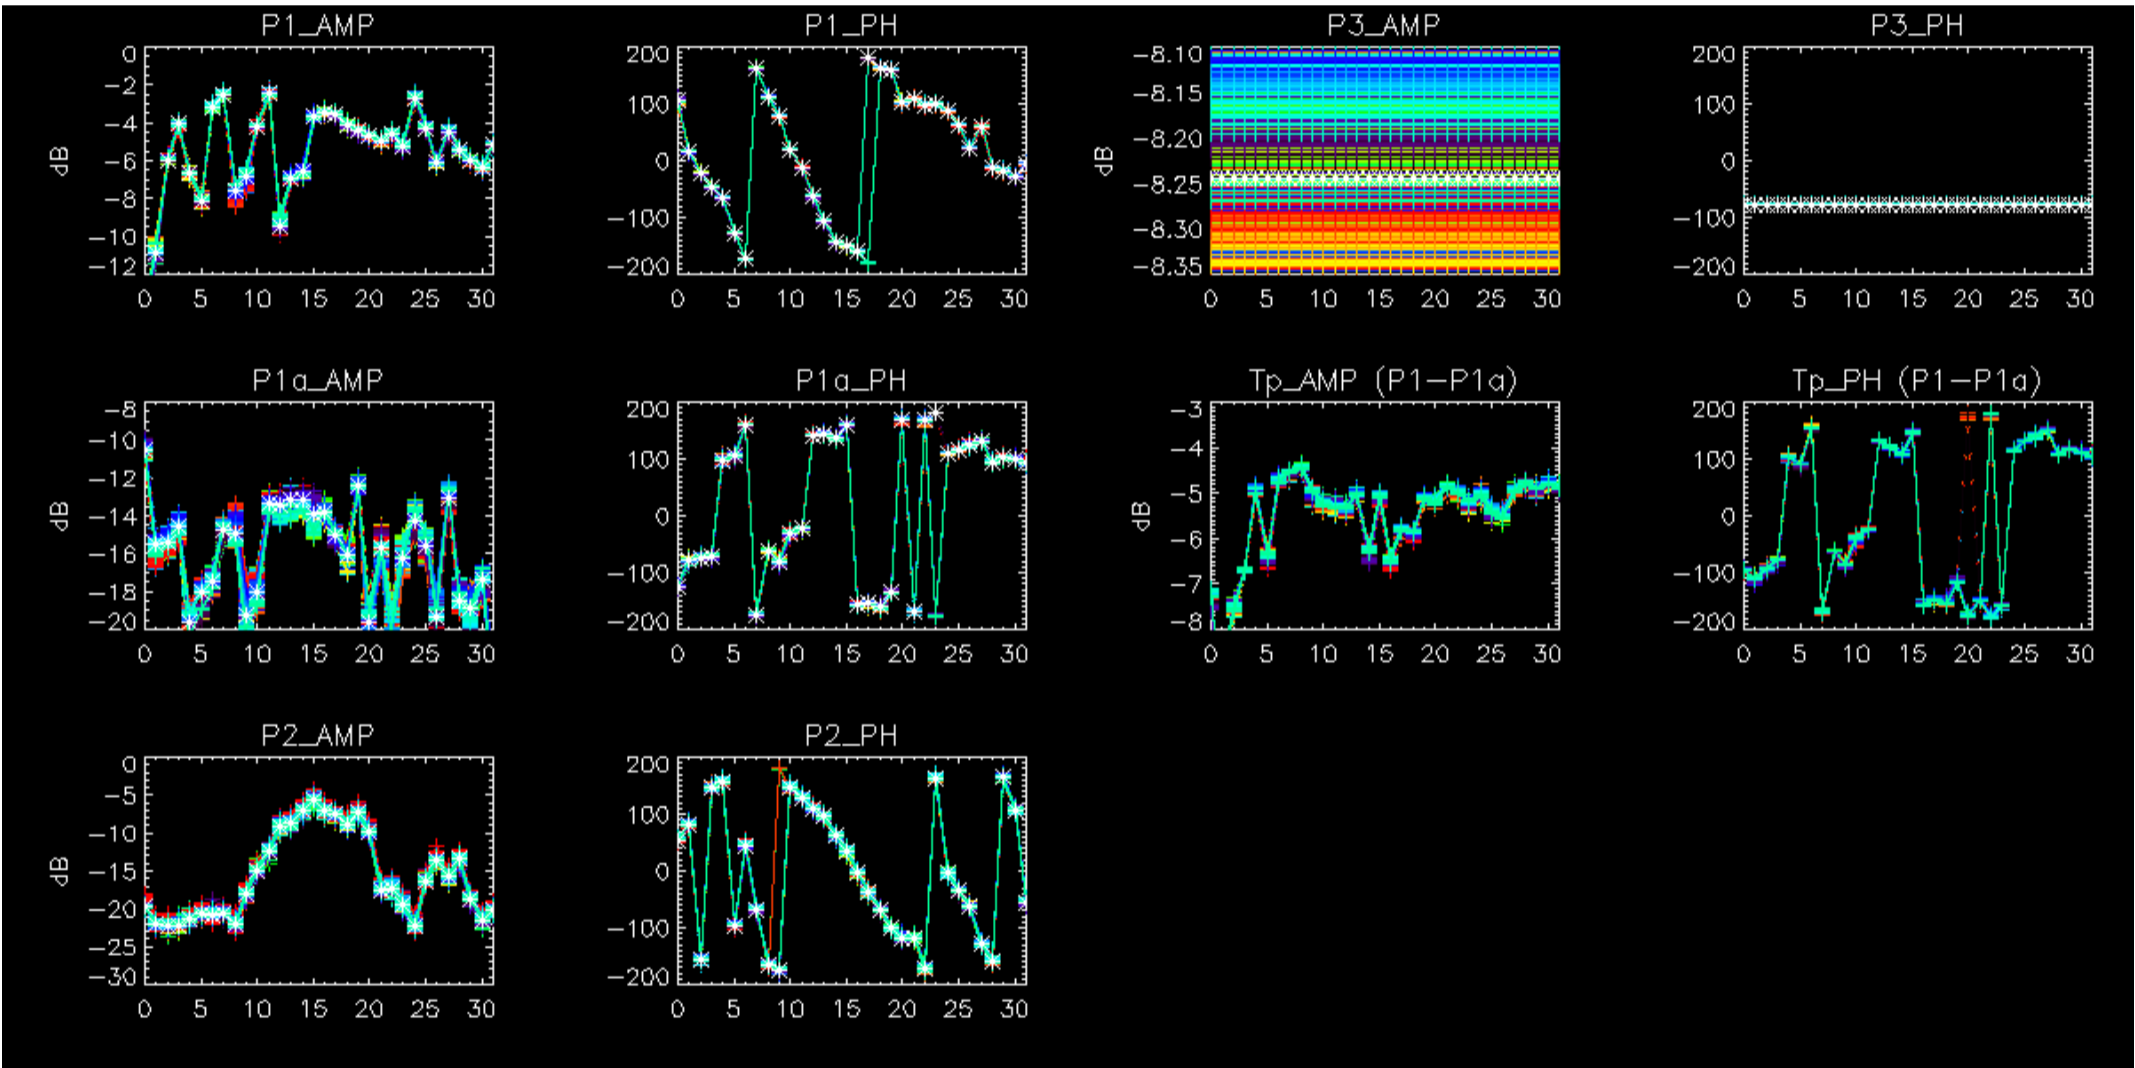 P1_AMP
dB
0
-2
-4
-6
-8
-10
-12
0 5 10 15 20 25 30
P1_PH
200
100
0
-100
-200
0 5 10 15 20 25 30
P3_AMP
dB
-8.10
-8.15
-8.20
-8.25
-8.30
-8.35
0 5 10 15 20 25 30
P3_PH
200
100
0
-100
-200
0 5 10 15 20 25 30
P1a_AMP
dB
-8
-10
-12
-14
-16
-18
-20
0 5 10 15 20 25 30
P1a_PH
200
100
0
-100
-200
0 5 10 15 20 25 30
Tp_AMP (P1-P1a)
dB
-3
-4
-5
-6
-7
-8
0 5 10 15 20 25 30
Tp_PH (P1-P1a)
200
100
0
-100
-200
0 5 10 15 20 25 30
P2_AMP
dB
0
-5
-10
-15
-20
-25
-30
0 5 10 15 20 25 30
P2_PH
200
100
0
-100
-200
0 5 10 15 20 25 30